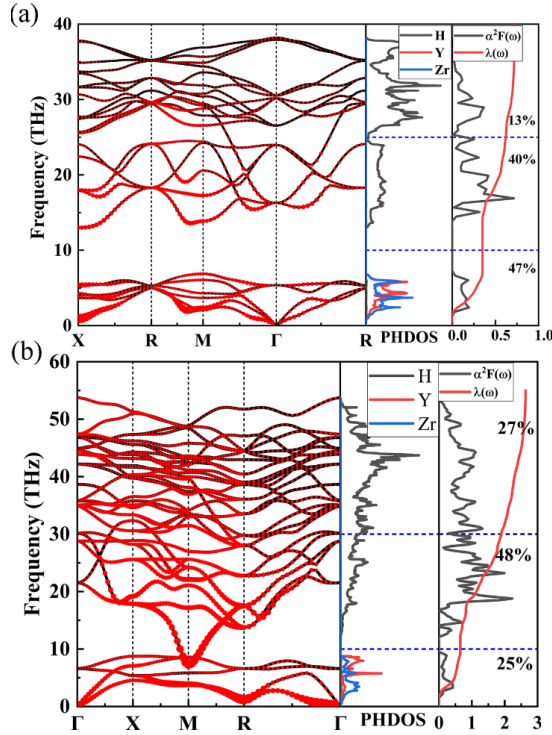 (a)
H
Y
Zr
α²F(ω)
λ(ω)
Frequency (THz)
40
30
20
10
0
13%
40%
47%
X R M Γ R
PHDOS
0.0 0.5 1.0
(b)
H
Y
Zr
α²F(ω)
λ(ω)
Frequency (THz)
60
50
40
30
20
10
0
27%
48%
25%
Γ X M R Γ
PHDOS
0 1 2 3